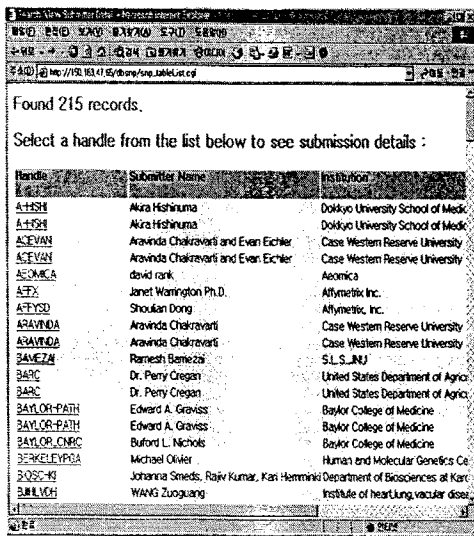 Found 215 records.
Select a handle from the list below to see submission details :
Handle Submitter Name Institution
Akira Hishinuma Dokkyo University School of Medic
Akira Hishinuma Dokkyo University School of Medic
ACEVAN Aravinda Chakravarti and Evan Eichler Case Western Reserve University
ACEVAN Aravinda Chakravarti and Evan Eichler Case Western Reserve University
AEOMICA david rank Aeomica
AFFX Janet Warrington Ph.D. Affymetrix, Inc.
AFFYSD Shoulian Dong Affymetrix, Inc.
ARAVINDA Aravinda Chakravarti Case Western Reserve University
ARAVINDA Aravinda Chakravarti Case Western Reserve University
BAMEZAI Ramesh Bamezai S.L.S.,JNU
BARC Dr. Perry Cregan United States Department of Agric
BARC Dr. Perry Cregan United States Department of Agric
BAYLOR-PATH Edward A. Graviss Baylor College of Medicine
BAYLOR-PATH Edward A. Graviss Baylor College of Medicine
BAYLOR_CNRC Buford L. Nichols Baylor College of Medicine
BERKELEYPGA Michael Olivier Human and Molecular Genetics Ce
Johanna Smeds, Rajiv Kumar, Kari Hemminki Department of Biosciences at Karo
WANG Zuoguang Institute of heart,lung,vacular disea